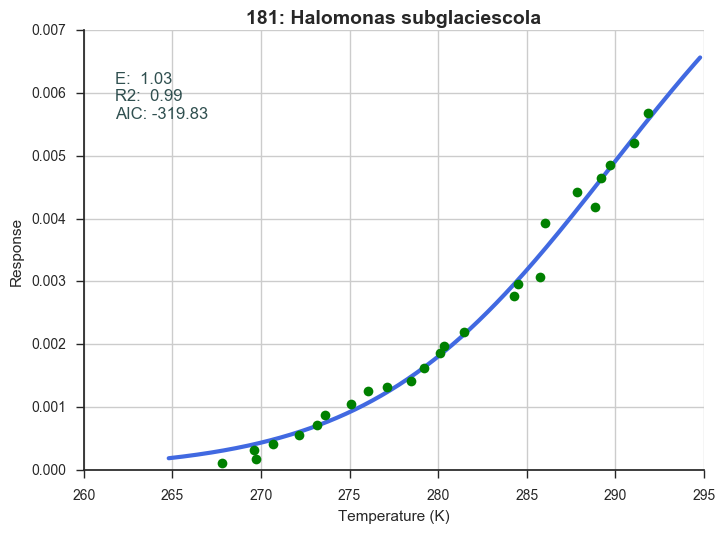 181: Halomonas subglaciescola
E: 1.03
R2: 0.99
AIC: -319.83
Response
0.007
0.006
0.005
0.004
0.003
0.002
0.001
0.000
260 265 270 275 280 285 290 295
Temperature (K)